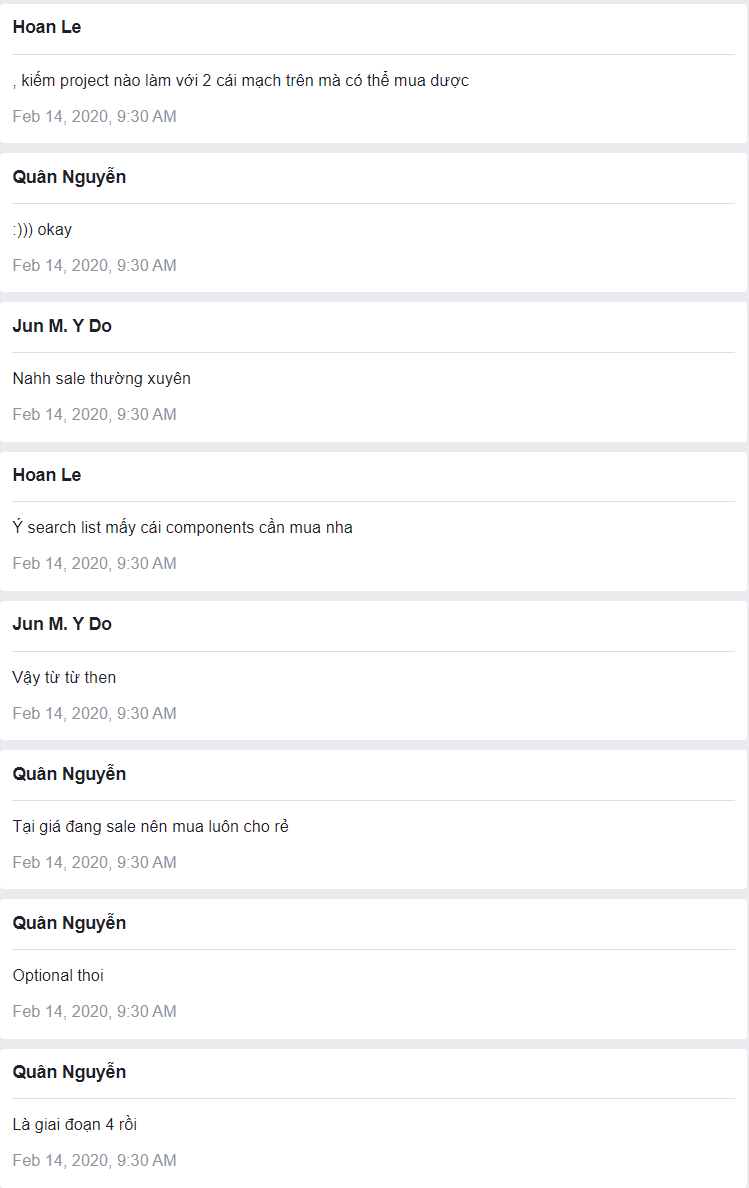 Hoan Le
, kiếm project nào làm với 2 cái mạch trên mà có thể mua dược
Feb 14, 2020, 9:30 AM
Quân Nguyễn
:))) okay
Feb 14, 2020, 9:30 AM
Jun M. Y Do
Nahh sale thường xuyên
Feb 14, 2020, 9:30 AM
Hoan Le
Ý search list mấy cái components cần mua nha
Feb 14, 2020, 9:30 AM
Jun M. Y Do
Vậy từ từ then
Feb 14, 2020, 9:30 AM
Quân Nguyễn
Tại giá đang sale nên mua luôn cho rẻ
Feb 14, 2020, 9:30 AM
Quân Nguyễn
Optional thoi
Feb 14, 2020, 9:30 AM
Quân Nguyễn
Là giai đoạn 4 rồi
Feb 14, 2020, 9:30 AM